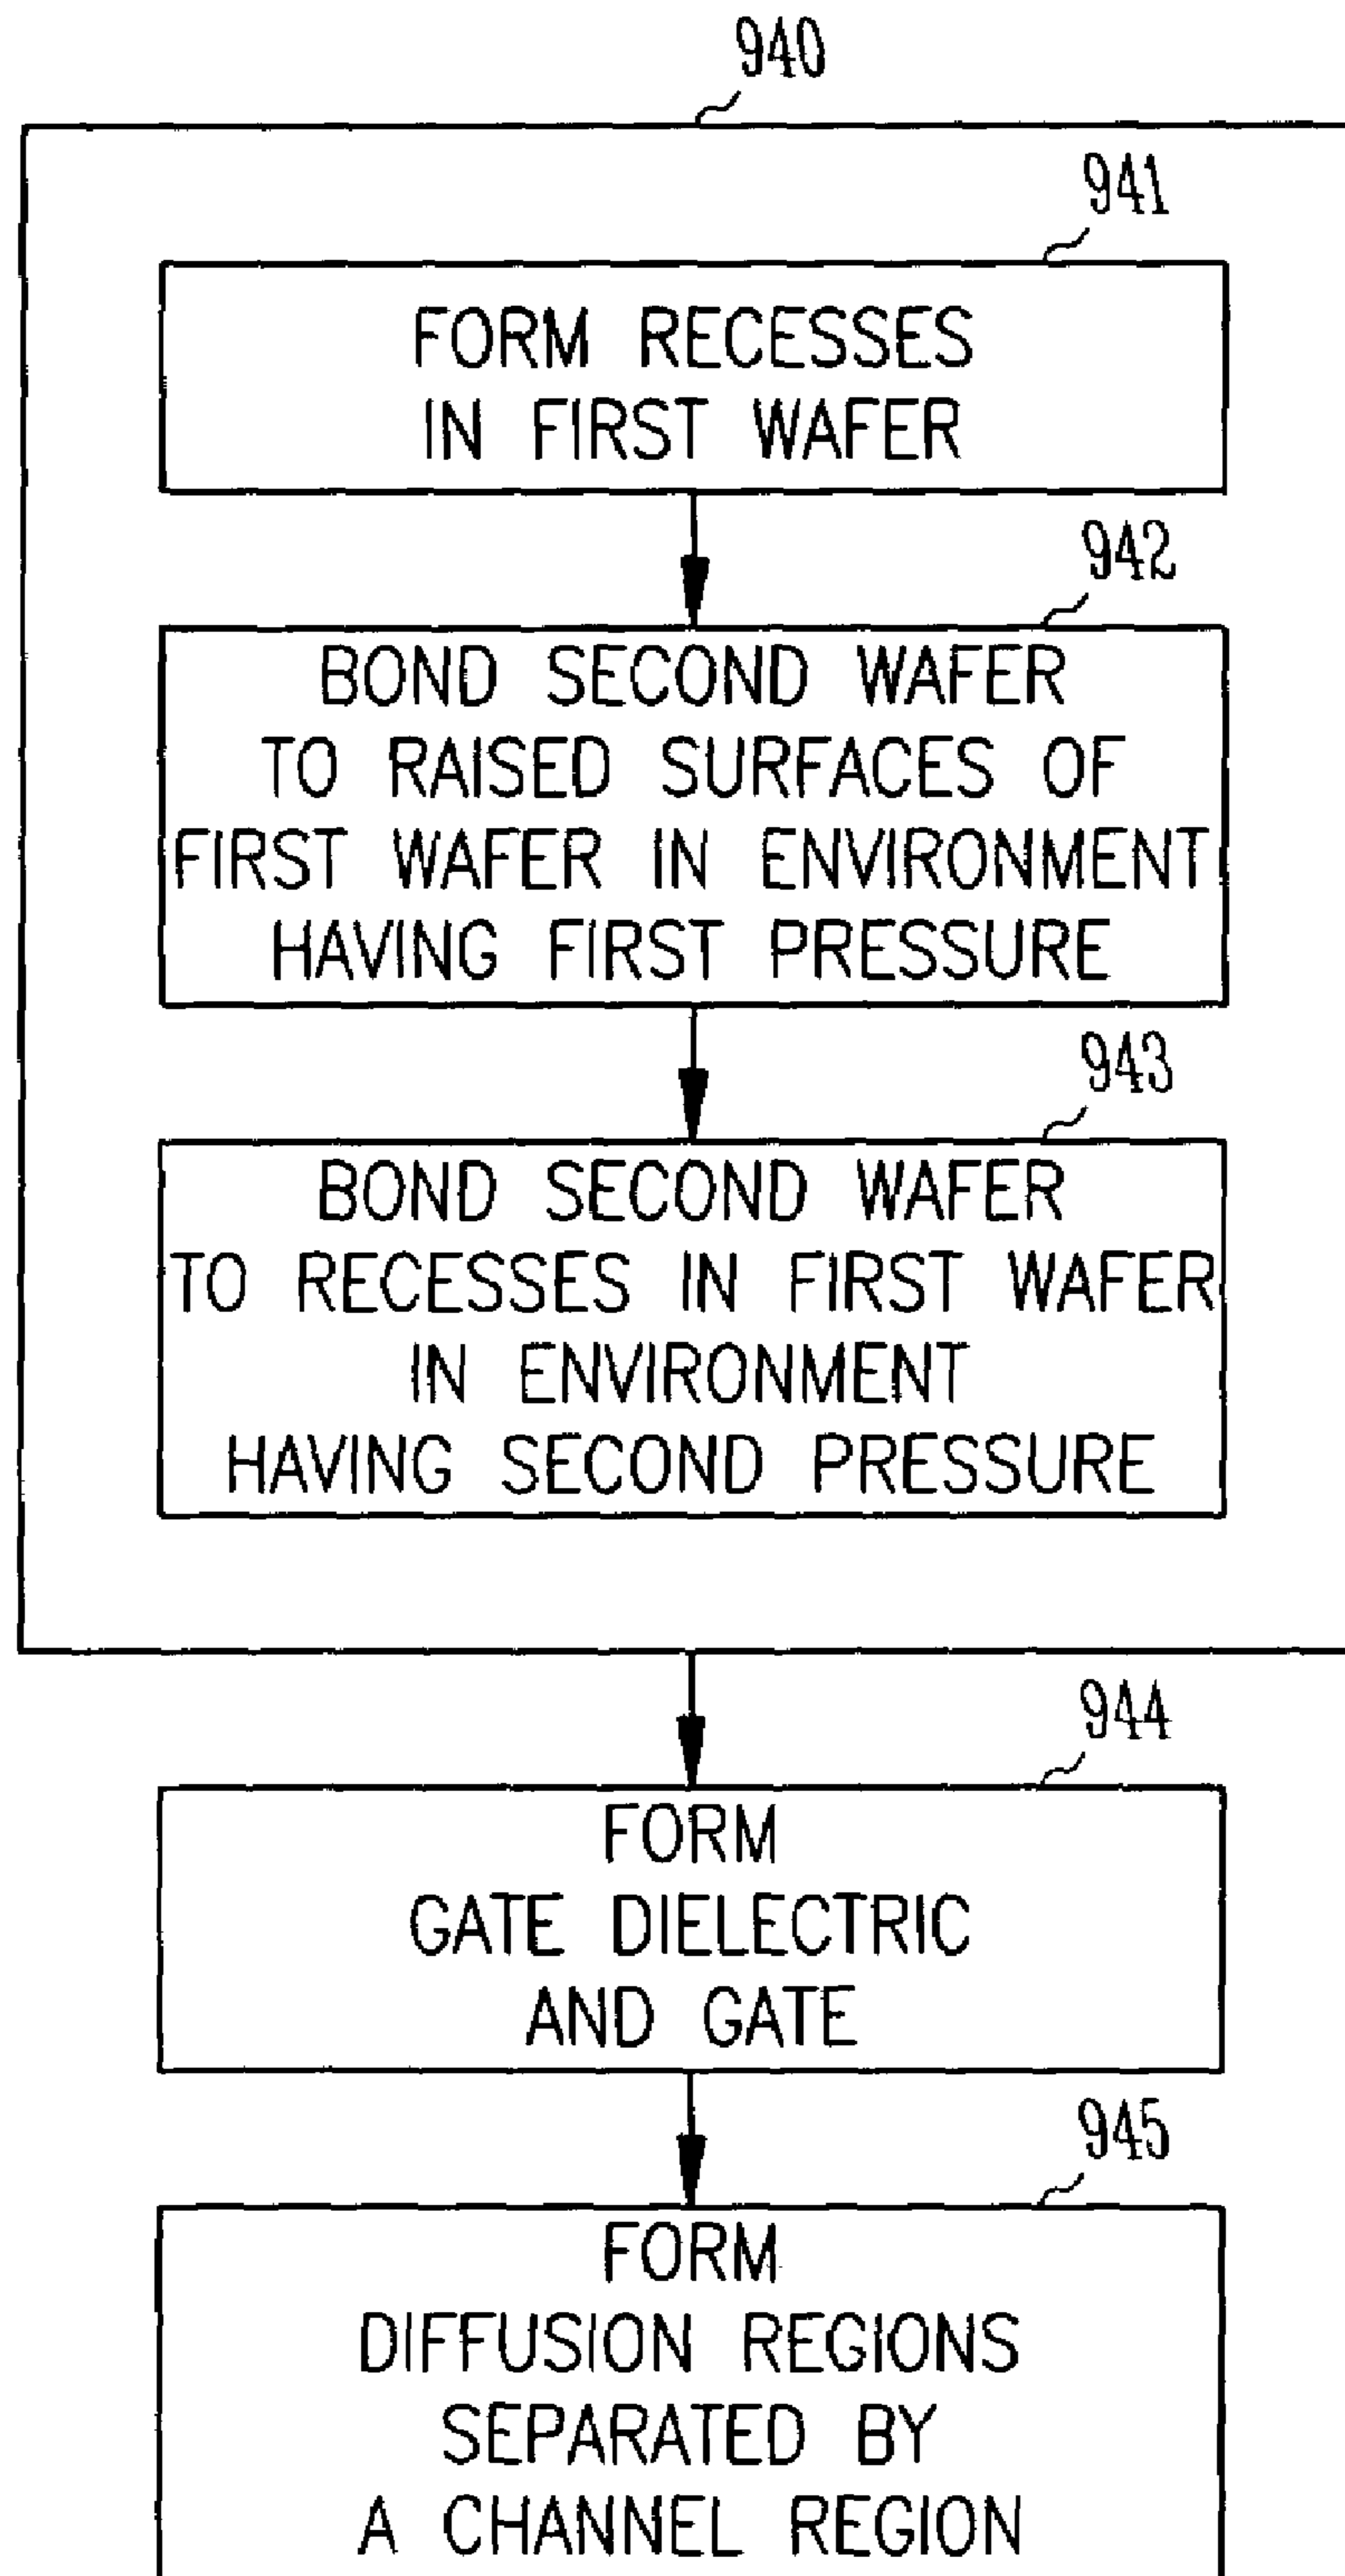 940
941
FORM RECESSES
IN FIRST WAFER
942
BOND SECOND WAFER
TO RAISED SURFACES OF
FIRST WAFER IN ENVIRONMENT
HAVING FIRST PRESSURE
943
BOND SECOND WAFER
TO RECESSES IN FIRST WAFER
IN ENVIRONMENT
HAVING SECOND PRESSURE
944
FORM
GATE DIELECTRIC
AND GATE
945
FORM
DIFFUSION REGIONS
SEPARATED BY
A CHANNEL REGION